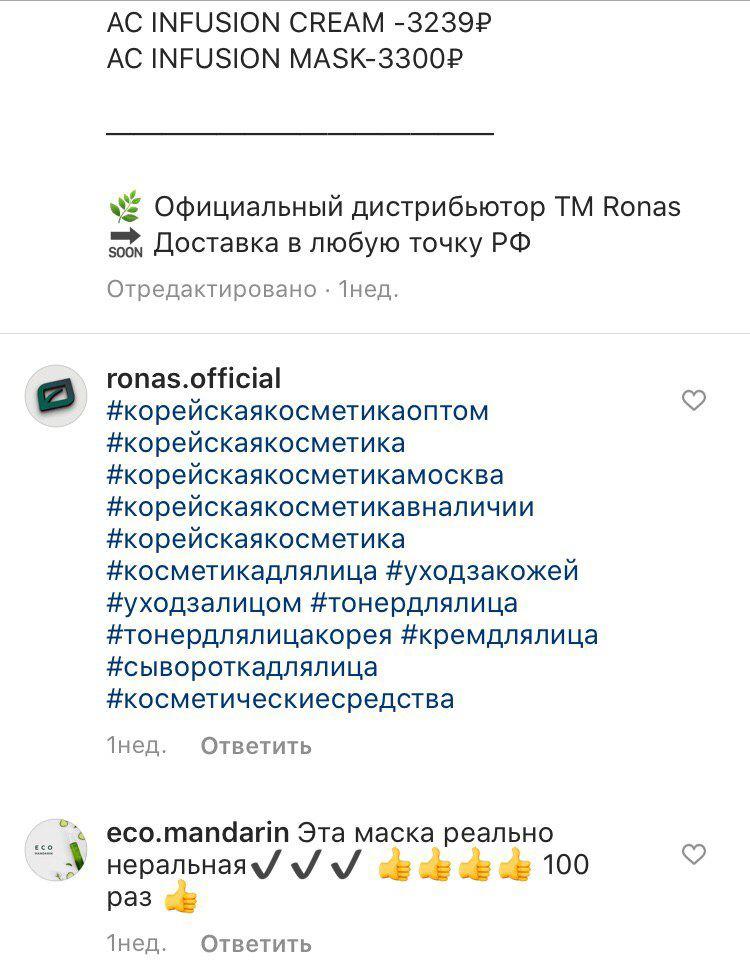 AC INFUSION CREAM -3239₽
AC INFUSION MASK-3300₽
🌿 Официальный дистрибьютор ТМ Ronas
🔜 Доставка в любую точку РФ
Отредактировано · 1нед.
ronas.official
#корейскаякосметикаоптом
#корейскаякосметика
#корейскаякосметикамосква
#корейскаякосметикавналичии
#корейскаякосметика
#косметикадлялица #уходзакожей
#уходзалицом #тонердлялица
#тонердлялицакорея #кремдлялица
#сывороткадлялица
#косметическиесредства
1нед. Ответить
ECO
eco.mandarin Эта маска реально
неральная✔️✔️✔️ 👍👍👍👍 100
раз 👍
1нед. Ответить